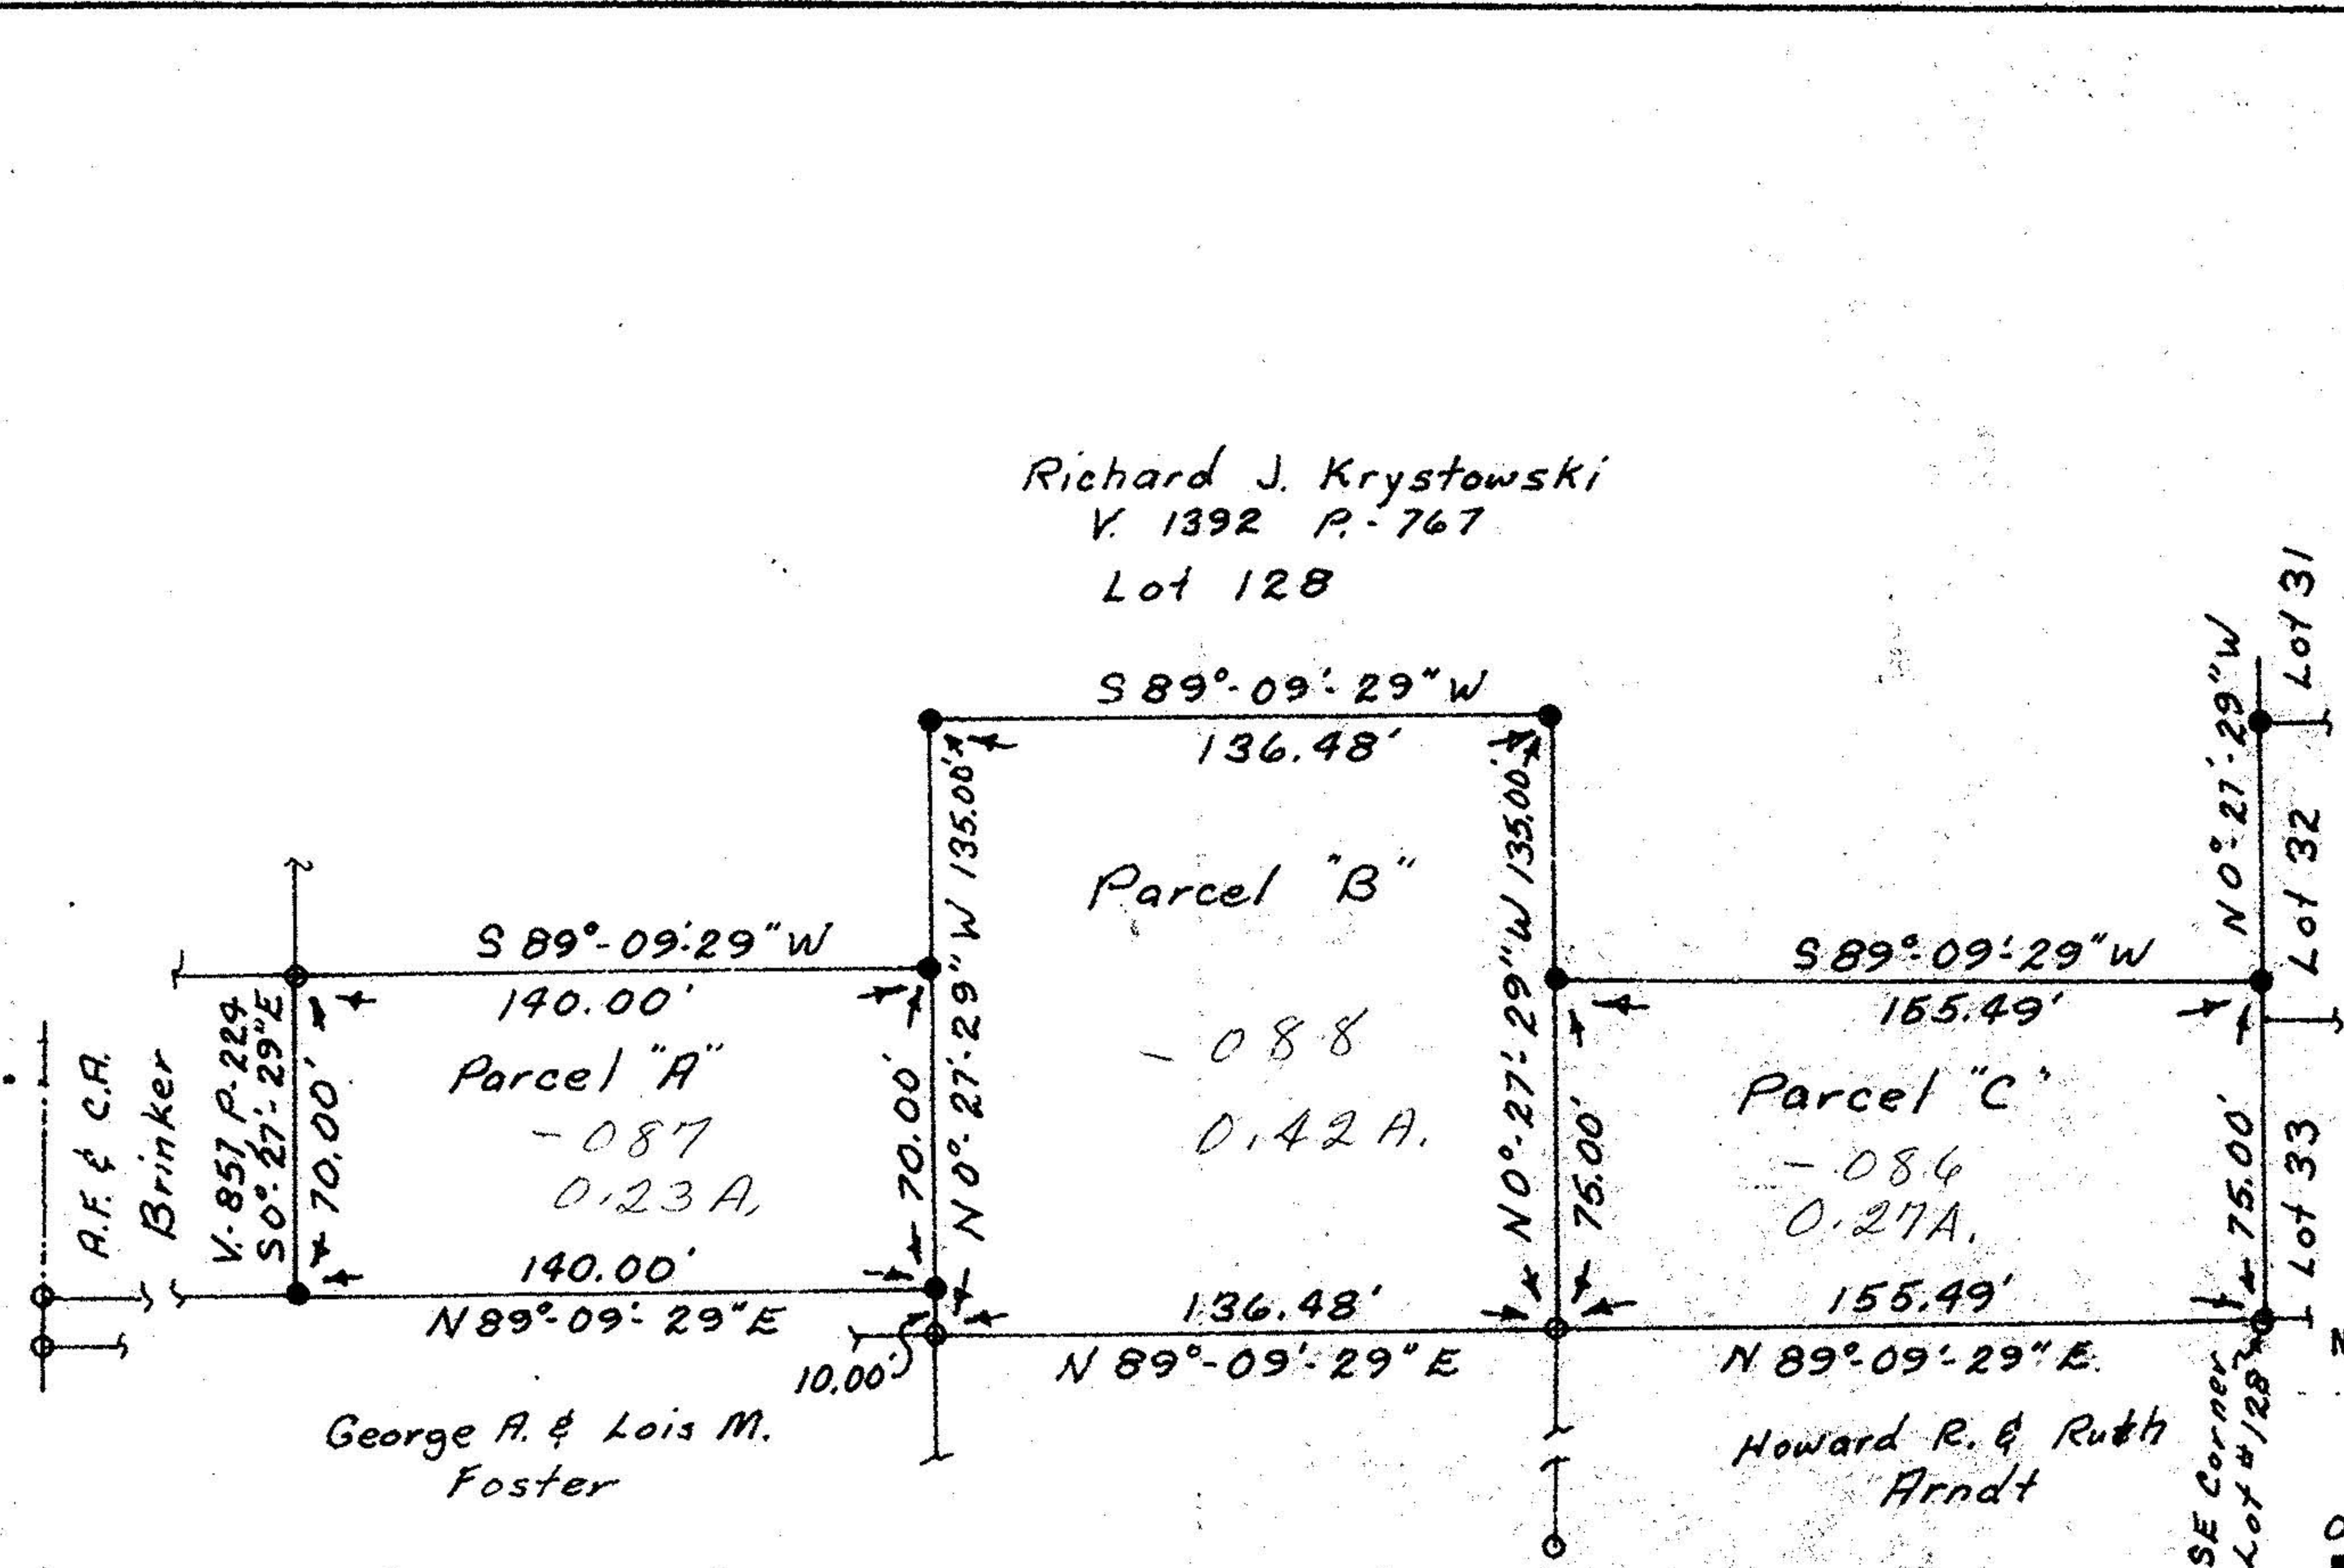 Richard J. Krystowski
V. 1392 P.-767
Lot 128
S 89°-09'-29" W
136.48'
N 0°-27'-29" W 135.00'
N 0°-27'-29" W 135.00'
Parcel "B"
-088
0.42 A.
136.48'
N 89°-09'-29" E
A.F. & C.A.
Brinker
V.-857, P-224
S 0°-27'-29" E
70.00'
S 89°-09'-29" W
140.00'
Parcel "A"
-087
0.23 A.
70.00'
140.00'
N 89°-09'-29" E
10.00'
George A. & Lois M.
Foster
S 89°-09'-29" W
155.49'
75.00'
Parcel "C"
-086
0.27 A.
75.00'
155.49'
N 89°-09'-29" E.
Howard R. & Ruth
Arndt
N 0°-27'-29" W
Lot 31
Lot 32
Lot 33
SE Corner
Lot #128